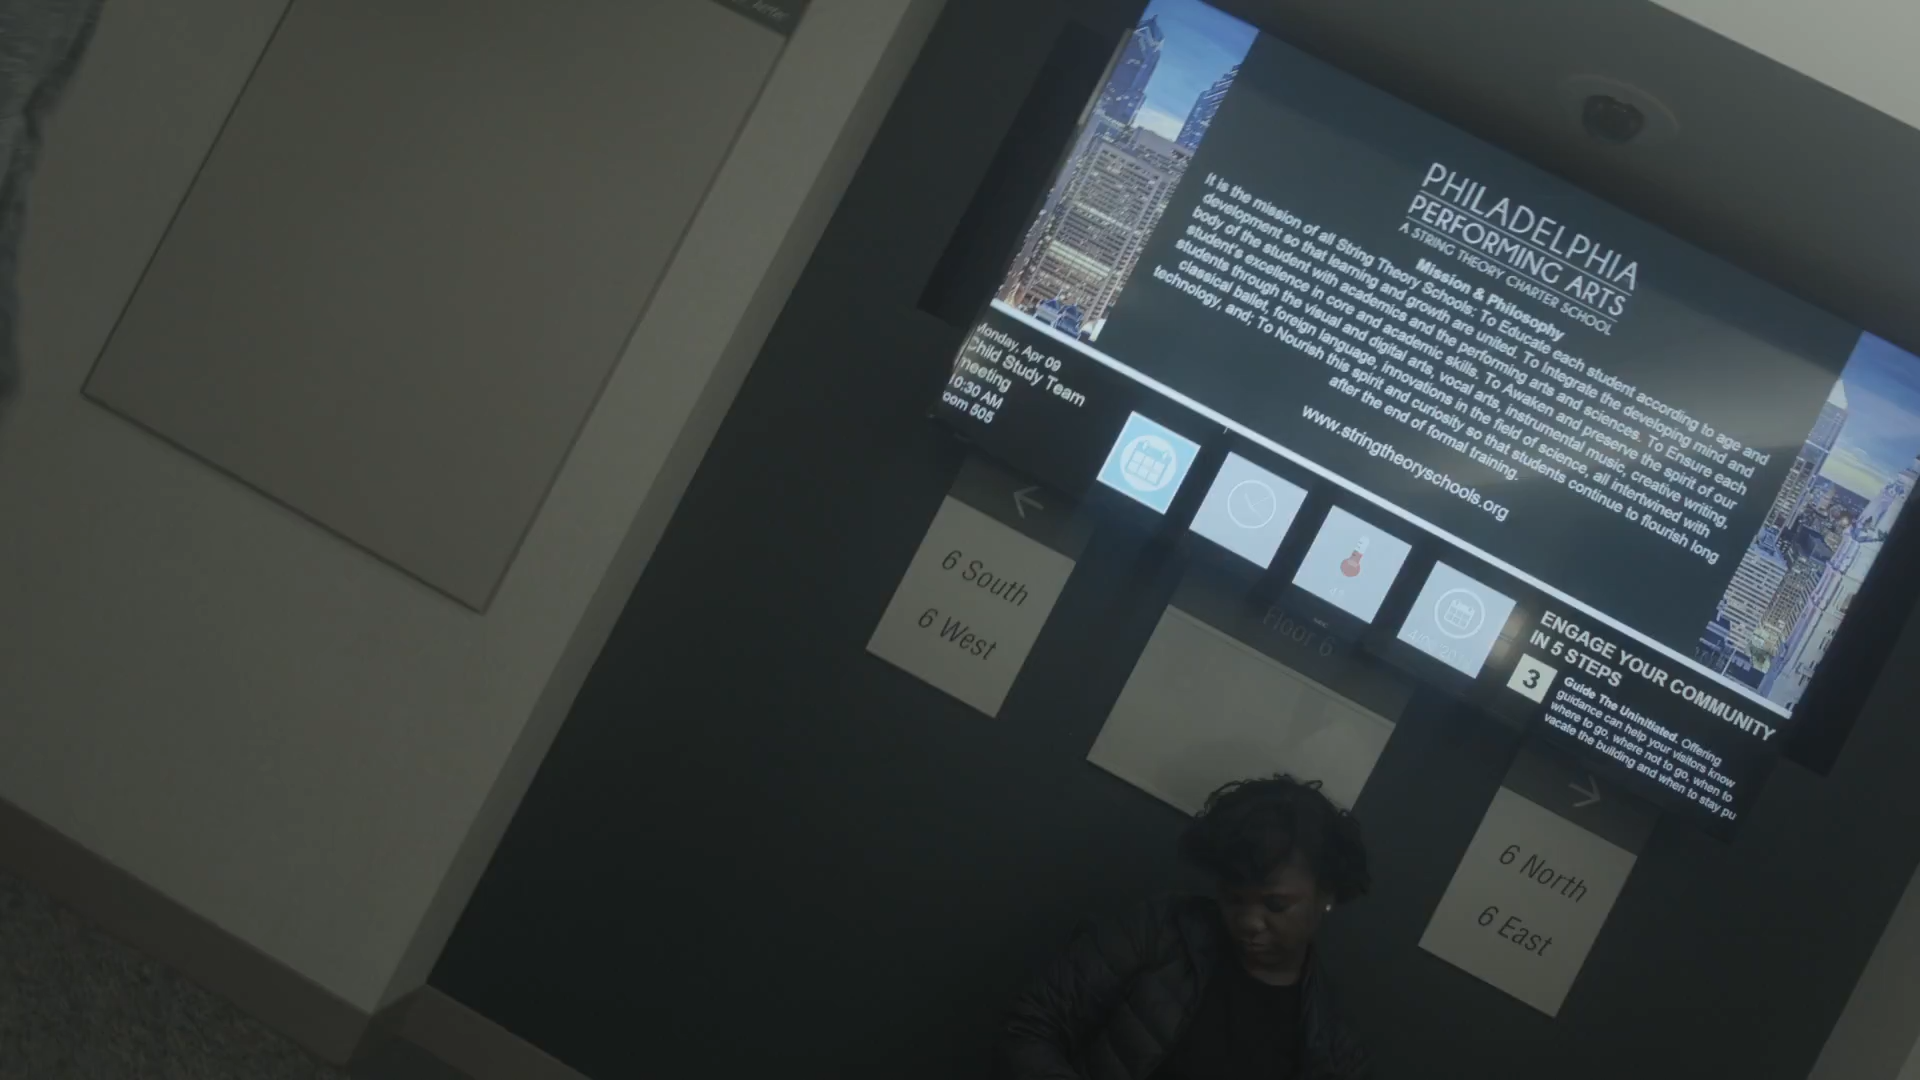 PHILADELPHIA
PERFORMING ARTS
A STRING THEORY CHARTER SCHOOL
Mission & Philosophy
It is the mission of all String Theory Schools: To Educate each student according to age and
development so that learning and growth are united. To Integrate the developing mind and
body of the student with academics and the performing arts and sciences. To Ensure each
student's excellence in core and academic skills. To Awaken and preserve the spirit of our
students through the visual and digital arts, vocal arts, instrumental music, creative writing,
classical ballet, foreign language, innovations in the field of science, all intertwined with
technology, and; To Nourish this spirit and curiosity so that students continue to flourish long
after the end of formal training.
www.stringtheoryschools.org
Monday, Apr 09
Child Study Team
meeting
10:30 AM
room 505
ENGAGE YOUR COMMUNITY
IN 5 STEPS
3
Guide The Uninitiated. Offering
guidance can help your visitors know
where to go, where not to go, when to
vacate the building and when to stay pu
←
6 South
6 West
Floor 6
→
6 North
6 East